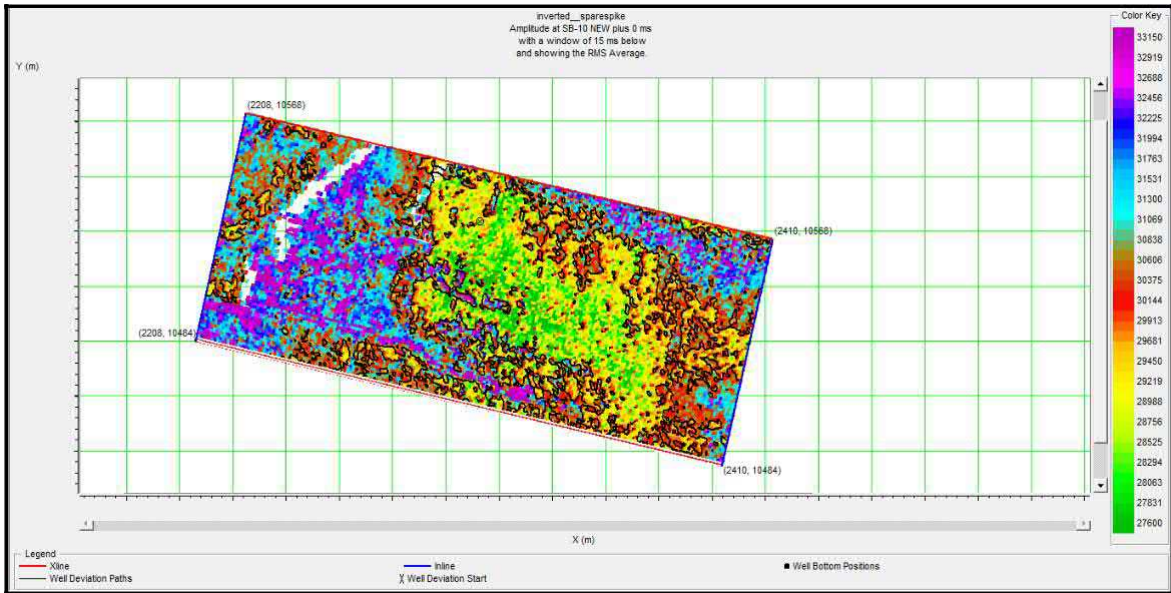 inverted__sparespike
Amplitude at SB-10 NEW plus 0 ms
with a window of 15 ms below
and showing the RMS Average.
Color Key
Y (m)
33150
32919
32688
32456
32225
31994
31763
31531
31300
31069
30838
30606
30375
30144
29913
29681
29450
29219
28988
28756
28525
28294
28063
27831
27600
(2208, 10568)
(2410, 10568)
(2208, 10484)
(2410, 10484)
X (m)
Legend
Xline
Inline
Well Bottom Positions
Well Deviation Paths
Well Deviation Start